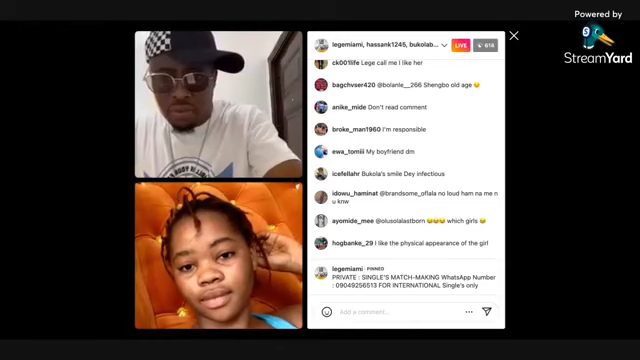 Powered by
StreamYard
legemiami, hassank1245, bukolab...
LIVE
614
ck001life Lege call me I like her
bagchvser420 @bolanle__266 Shengbo old age 😏
anike_mide Don't read comment
broke_man1960 I'm responsible
ewa_tomiii My boyfriend dm
icefellahr Bukola's smile Dey infectious
idowu_haminat @brandsome_oflala no loud ham na me n
u knw
ayomide_mee @olusolalastborn 😂😂😂 which girls 😏
hogbanke_29 I like the physical appearance of the girl
legemiami · PINNED
PRIVATE : SINGLE'S MATCH-MAKING WhatsApp Number
: 09049256513 FOR INTERNATIONAL Single's only
Add a comment...